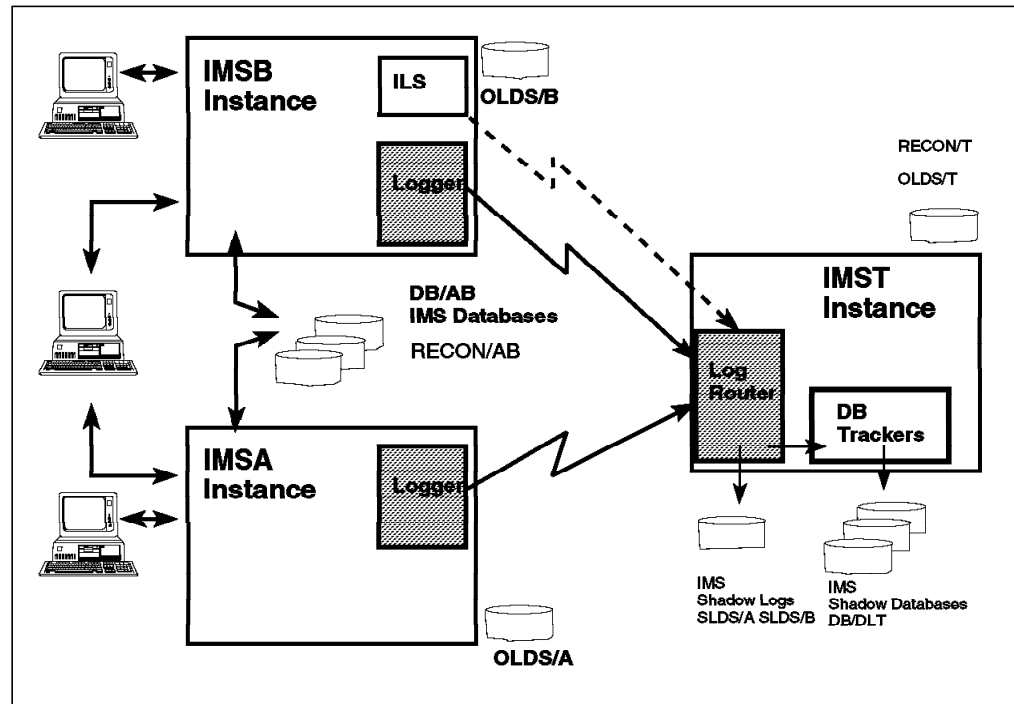 IMSB
Instance
ILS
OLDS/B
Logger
RECON/T
OLDS/T
DB/AB
IMS Databases
RECON/AB
IMST
Instance
Log
Router
DB
Trackers
IMSA
Instance
Logger
OLDS/A
IMS
Shadow Logs
SLDS/A SLDS/B
IMS
Shadow Databases
DB/DLT